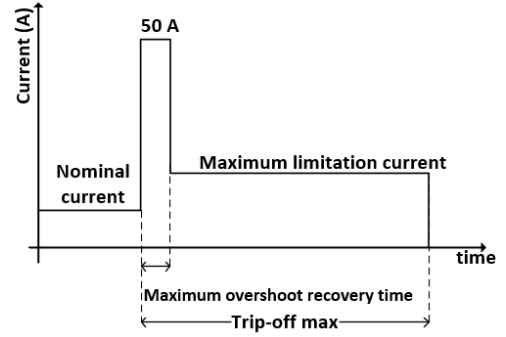 Current (A)
50 A
Nominal
current
Maximum limitation current
time
Maximum overshoot recovery time
Trip-off max